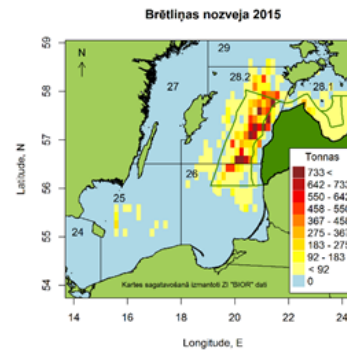 Brētliņas nozveja 2015
59
58
57
56
55
54
Latitude, N
N
29
28.2
28.1
27
26
25
24
Tonnas
733 <
642 - 733
550 - 642
458 - 550
367 - 458
275 - 367
183 - 275
92 - 183
< 92
0
Kartes sagatavošanā izmantoti ZI "BIOR" dati
14 16 18 20 22 24
Longitude, E